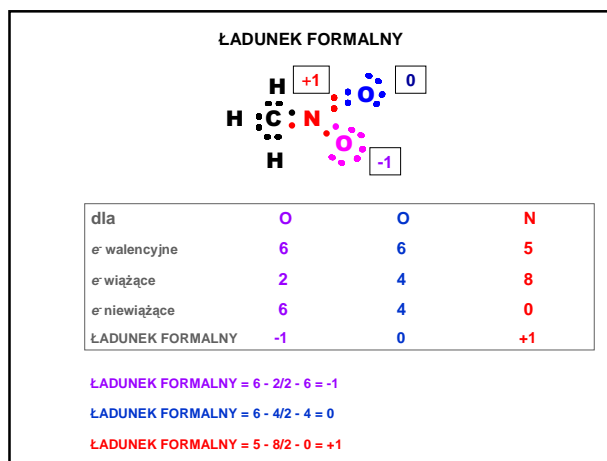 ŁADUNEK FORMALNY
H +1 O 0
H C N
O
H -1
dla O O N
e- walencyjne 6 6 5
e- wiążące 2 4 8
e- niewiążące 6 4 0
ŁADUNEK FORMALNY -1 0 +1
ŁADUNEK FORMALNY = 6 - 2/2 - 6 = -1
ŁADUNEK FORMALNY = 6 - 4/2 - 4 = 0
ŁADUNEK FORMALNY = 5 - 8/2 - 0 = +1